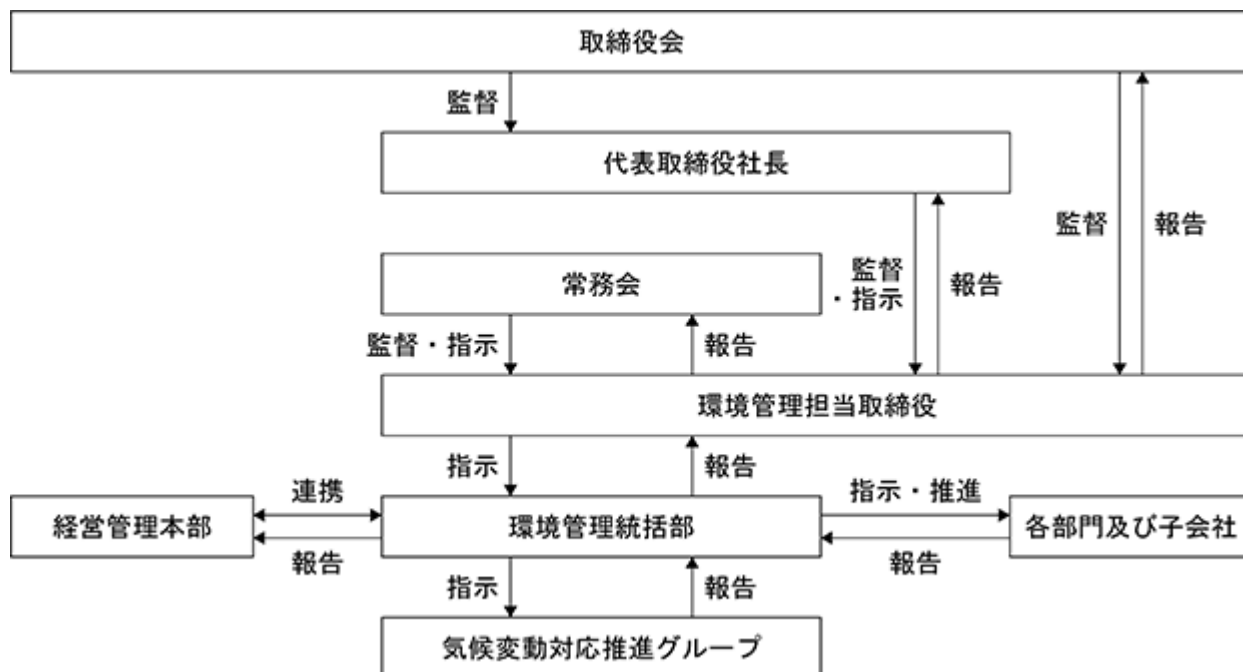 取締役会
監督
代表取締役社長
監督
報告
常務会
監督
・指示
報告
監督・指示
報告
環境管理担当取締役
指示
報告
連携
指示・推進
経営管理本部
環境管理統括部
各部門及び子会社
報告
報告
指示
報告
気候変動対応推進グループ